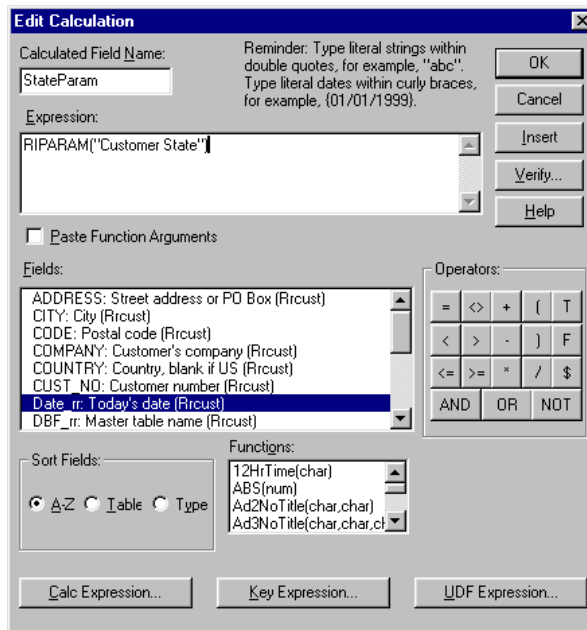 Edit Calculation
Calculated Field Name:
StateParam
Reminder: Type literal strings within
double quotes, for example, "abc".
Type literal dates within curly braces,
for example, {01/01/1999}.
OK
Cancel
Insert
Verify...
Help
Expression:
RIPARAM("Customer State")
Paste Function Arguments
Fields:
ADDRESS: Street address or PO Box (Rrcust)
CITY: City (Rrcust)
CODE: Postal code (Rrcust)
COMPANY: Customer's company (Rrcust)
COUNTRY: Country, blank if US (Rrcust)
CUST_NO: Customer number (Rrcust)
Date_rr: Today's date (Rrcust)
DBF_rr: Master table name (Rrcust)
Operators:
= <> + ( T
< > - ) F
<= >= * / $
AND OR NOT
Sort Fields:
A-Z Table Type
Functions:
12HrTime(char)
ABS(num)
Ad2NoTitle(char,char)
Ad3NoTitle(char,char,ch
Calc Expression... Key Expression... UDF Expression...